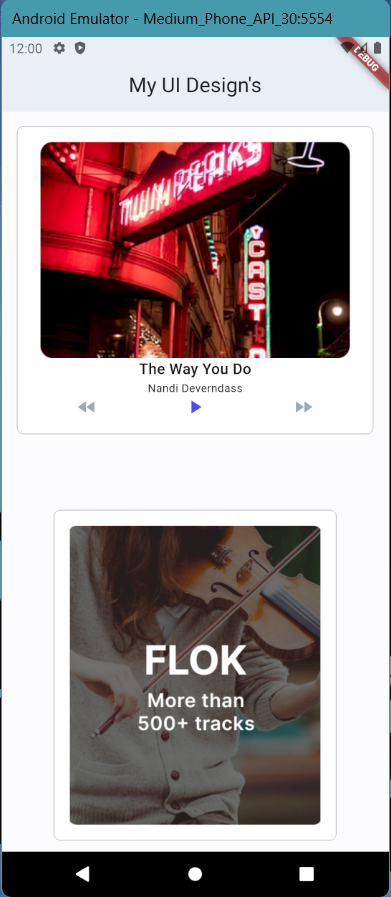 Android Emulator - Medium_Phone_API_30:5554
12:00
DEBUG
My UI Design's
TWIN PEAKS
CASTRO
The Way You Do
Nandi Deverndass
FLOK
More than
500+ tracks